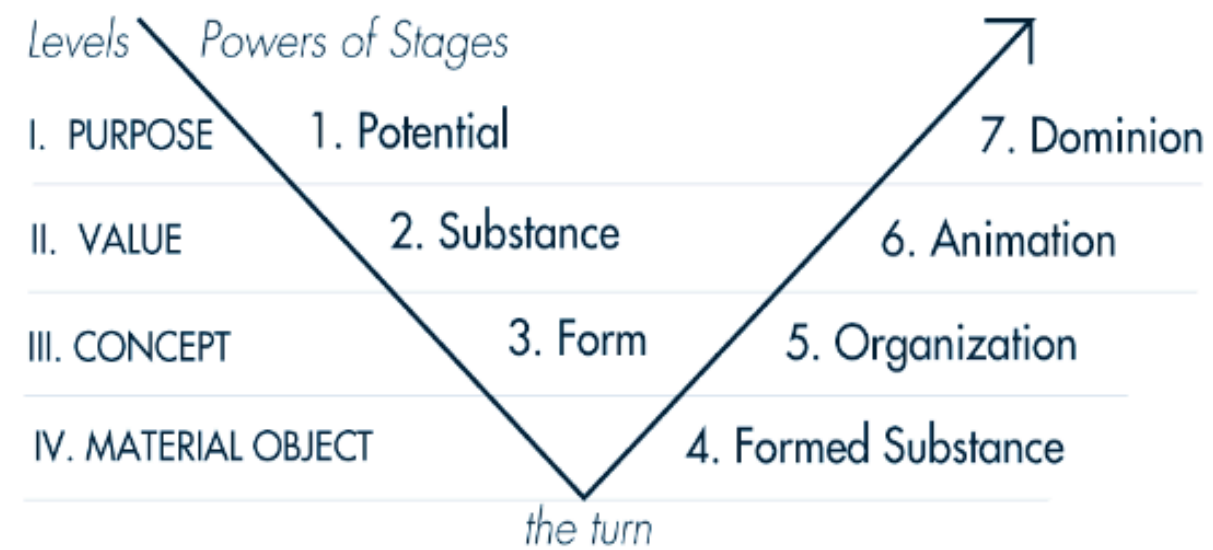 Levels Powers of Stages
I. PURPOSE 1. Potential 7. Dominion
II. VALUE 2. Substance 6. Animation
III. CONCEPT 3. Form 5. Organization
IV. MATERIAL OBJECT 4. Formed Substance
the turn